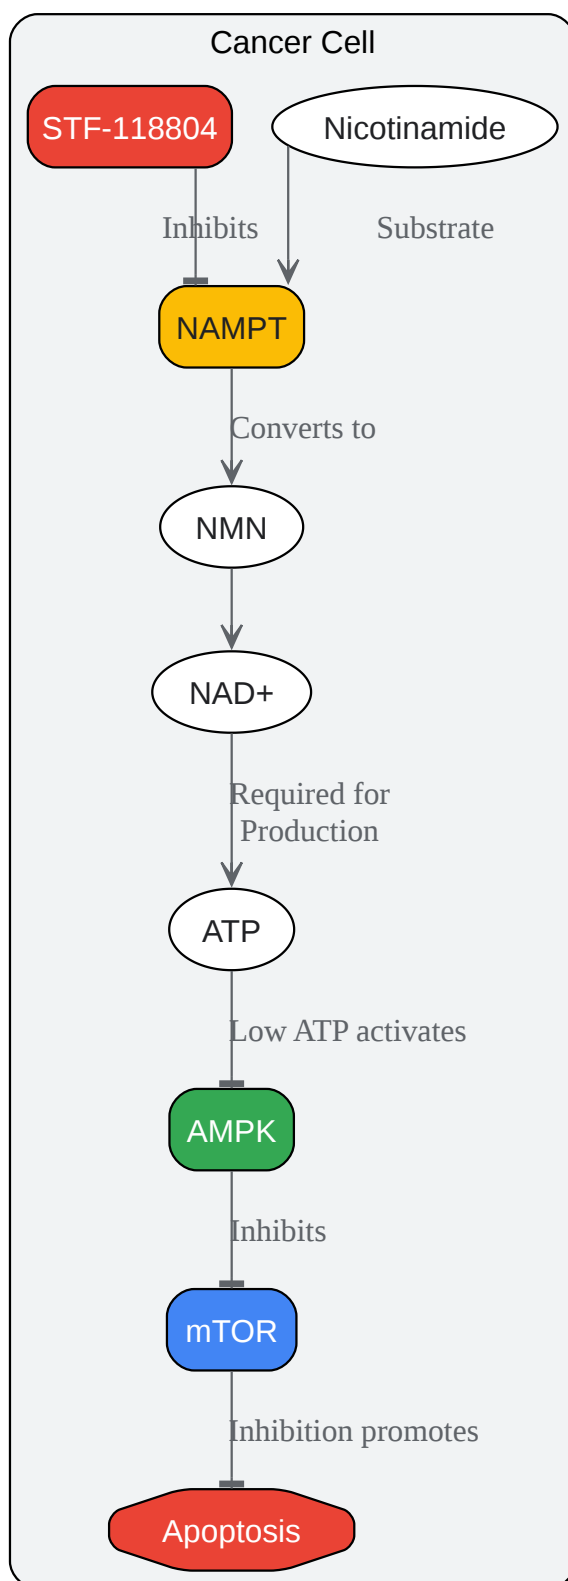 Cancer Cell
STF-118804
Nicotinamide
Inhibits
Substrate
NAMPT
Converts to
NMN
NAD+
Required for
Production
ATP
Low ATP activates
AMPK
Inhibits
mTOR
Inhibition promotes
Apoptosis